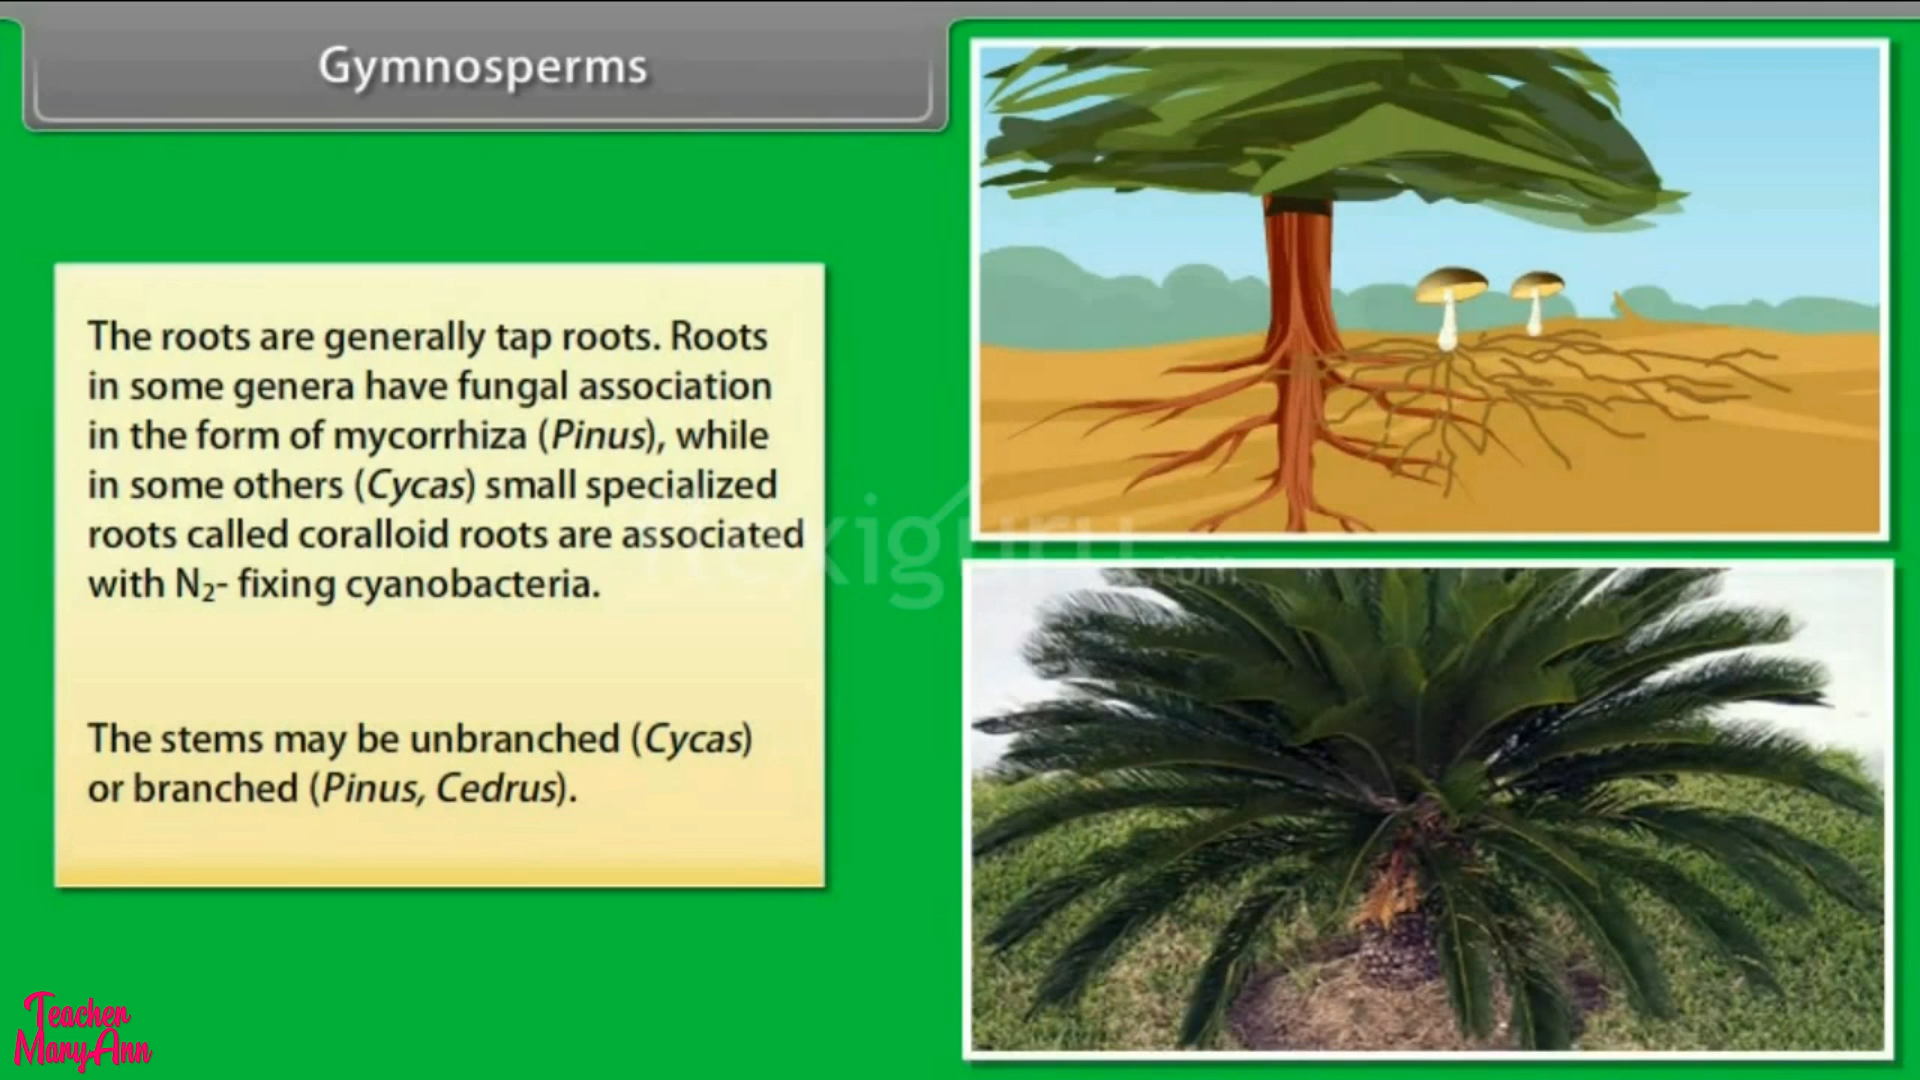 Gymnosperms
The roots are generally tap roots. Roots
in some genera have fungal association
in the form of mycorrhiza (Pinus), while
in some others (Cycas) small specialized
roots called coralloid roots are associated
with N₂- fixing cyanobacteria.
The stems may be unbranched (Cycas)
or branched (Pinus, Cedrus).
Teacher
MaryAnn